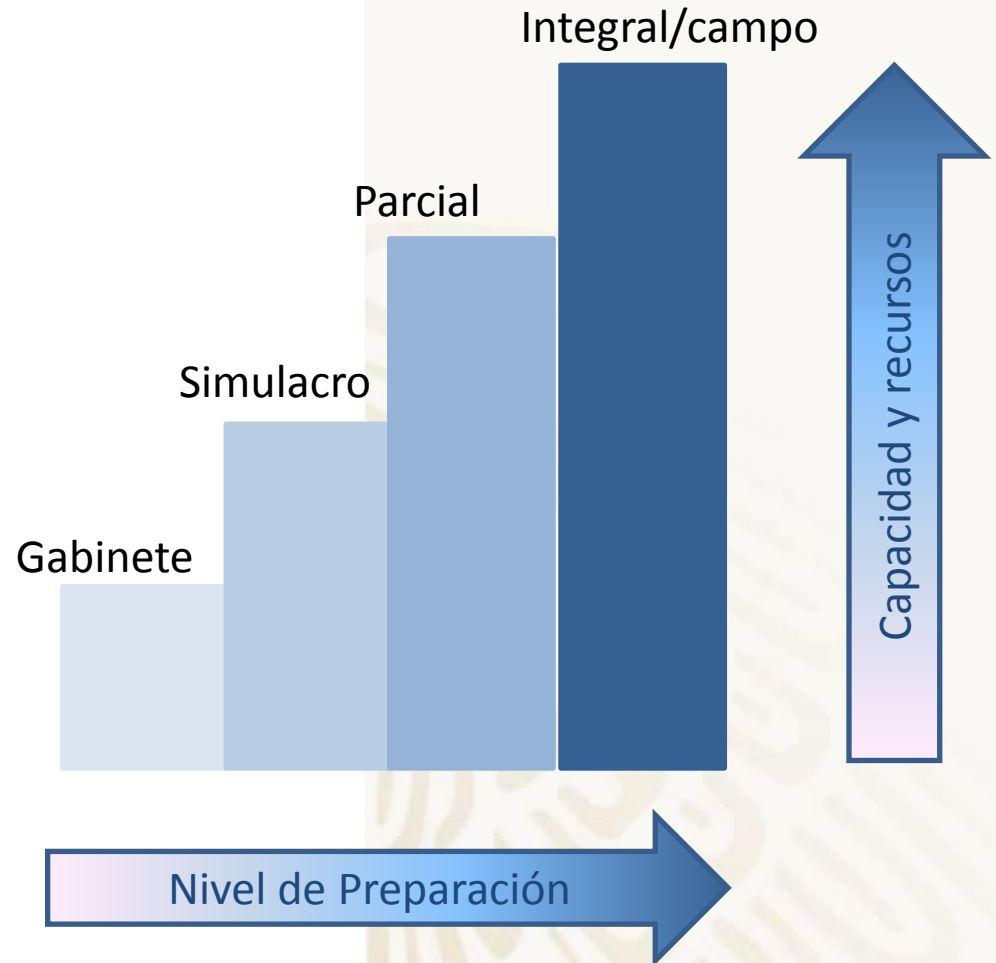 Integral/campo
Parcial
Simulacro
Gabinete
Capacidad y recursos
Nivel de Preparación